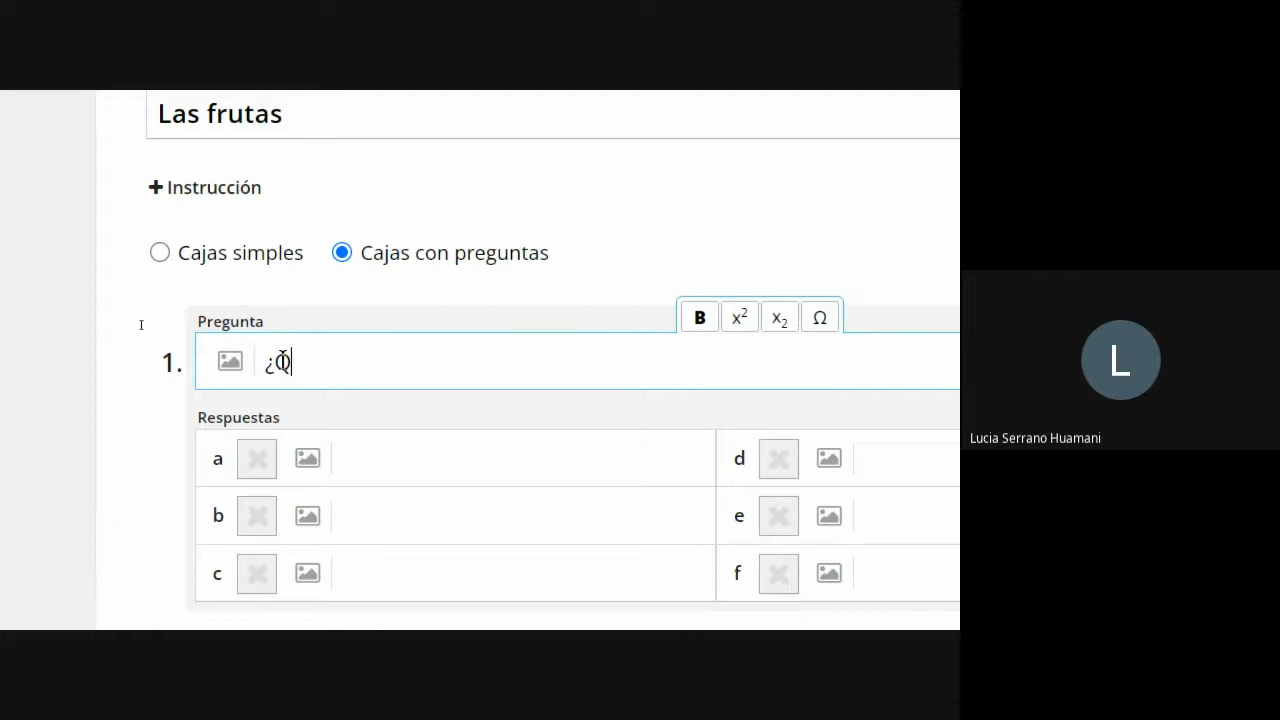 Las frutas
+ Instrucción
Cajas simples Cajas con preguntas
B x² x₂ Ω
Pregunta
1. ¿Q
Respuestas
a d
b e
c f
L
Lucia Serrano Huamani